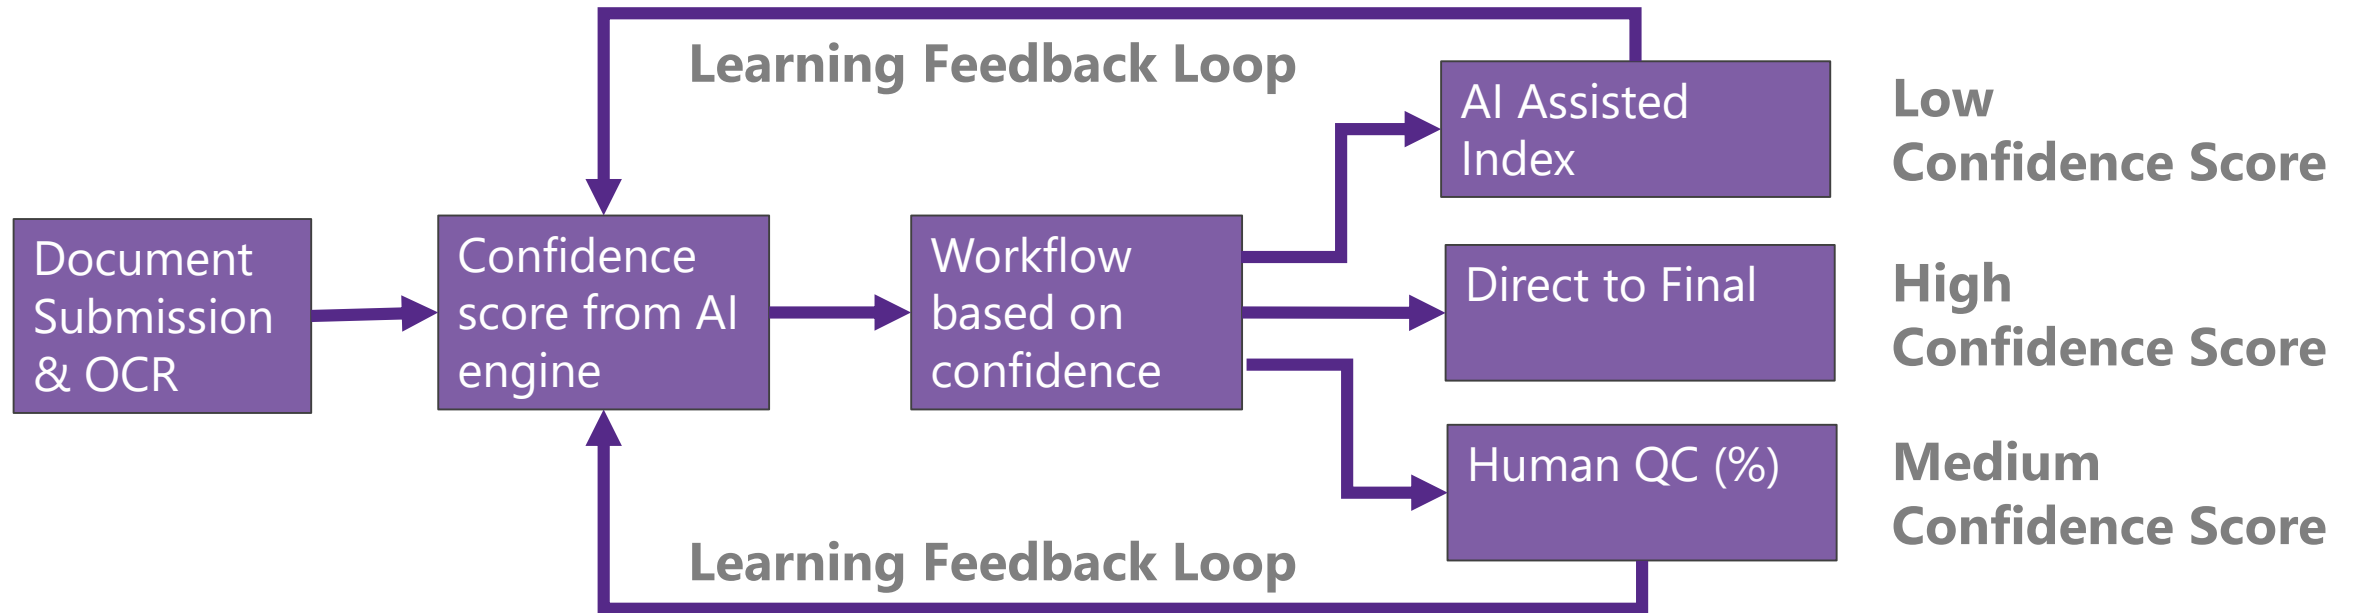 Learning Feedback Loop
AI Assisted
Index
Low
Confidence Score
Document
Submission
& OCR
Confidence
score from AI
engine
Workflow
based on
confidence
Direct to Final
High
Confidence Score
Human QC (%)
Medium
Confidence Score
Learning Feedback Loop